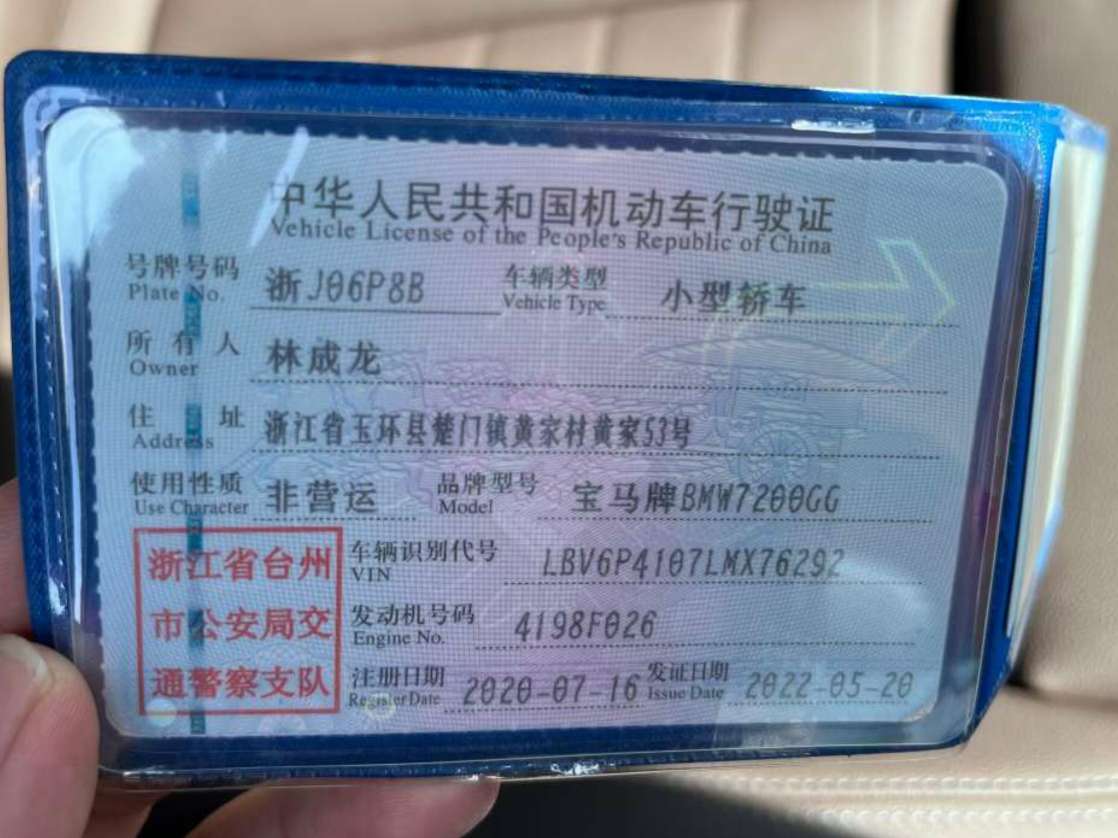 中华人民共和国机动车行驶证
Vehicle License of the People's Republic of China
号牌号码 浙J06P8B 车辆类型 小型轿车
Plate No. Vehicle Type
所有人 林成龙
Owner
住址 浙江省玉环县楚门镇黄家村黄家53号
Address
使用性质 非营运 品牌型号 宝马牌BMW7200GG
Use Character Model
浙江省台州
市公安局交
通警察支队
车辆识别代号 LBV6P4107LMX76292
VIN
发动机号码 4198F026
Engine No.
注册日期 2020-07-16 发证日期 2022-05-20
Register Date Issue Date